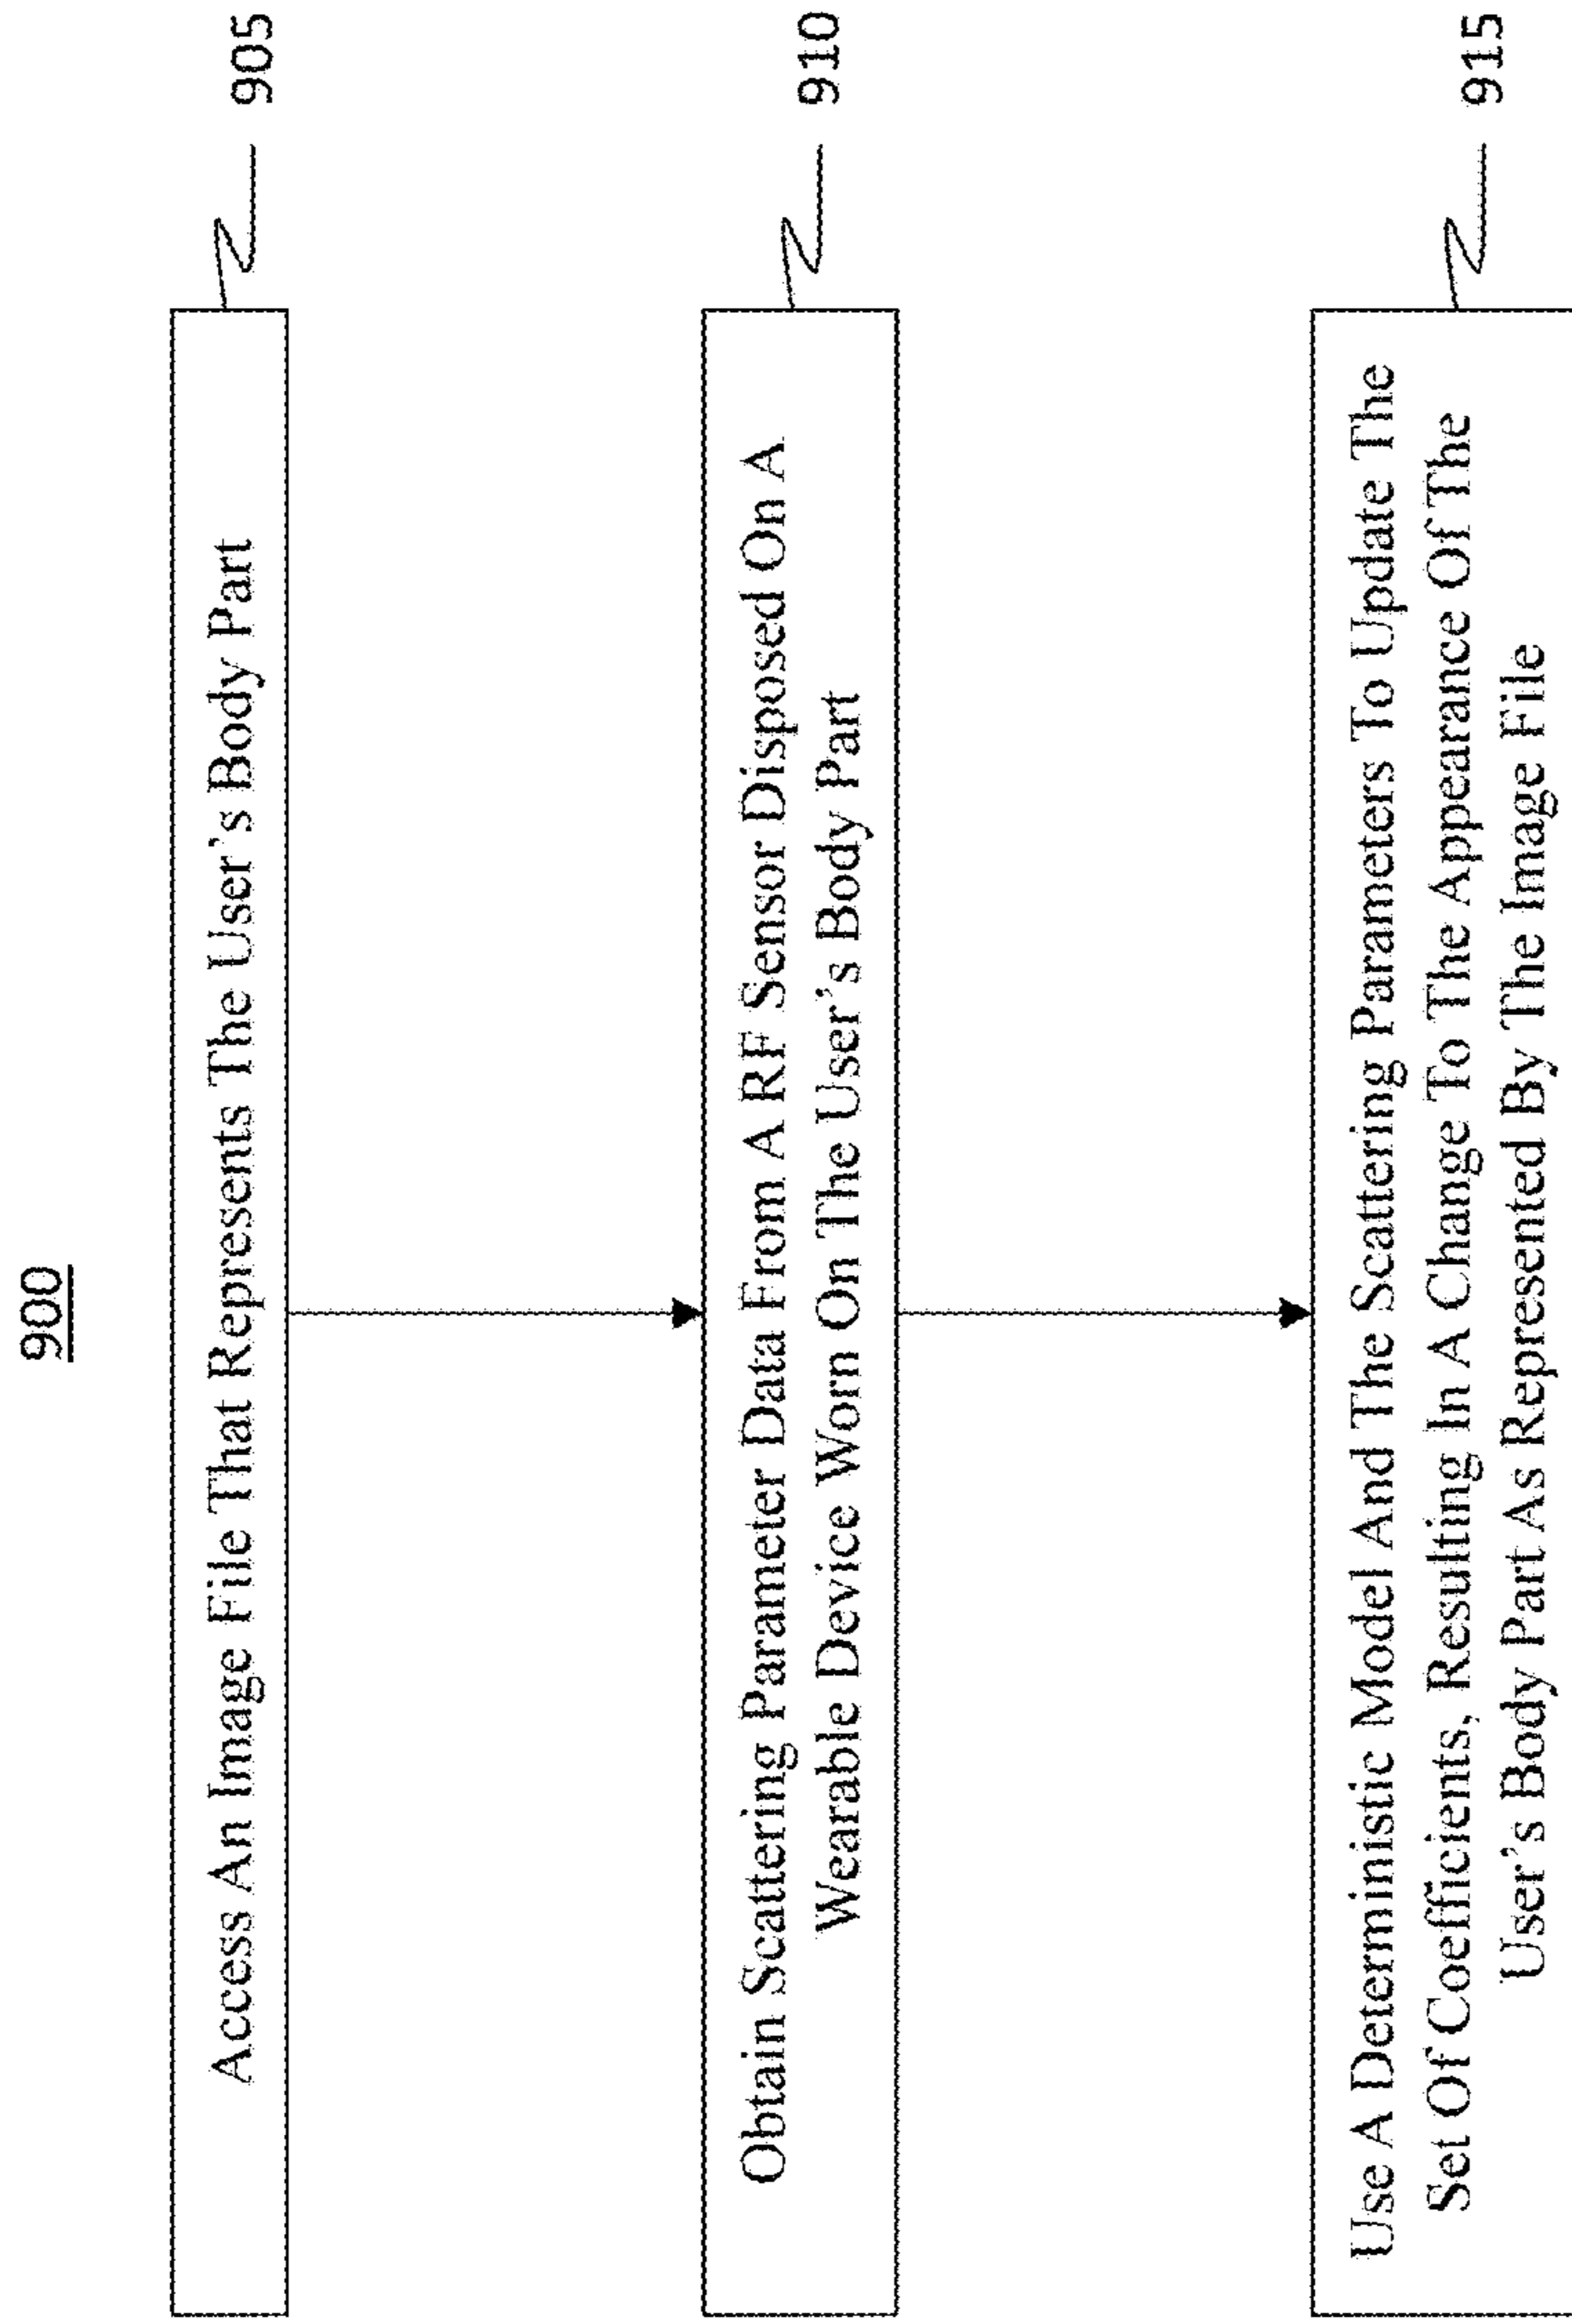 900
Access An Image File That Represents The User's Body Part
905
Obtain Scattering Parameter Data From A RF Sensor Disposed On A
Wearable Device Worn On The User's Body Part
910
Use A Deterministic Model And The Scattering Parameters To Update The
Set Of Coefficients, Resulting In A Change To The Appearance Of The
User's Body Part As Represented By The Image File
915